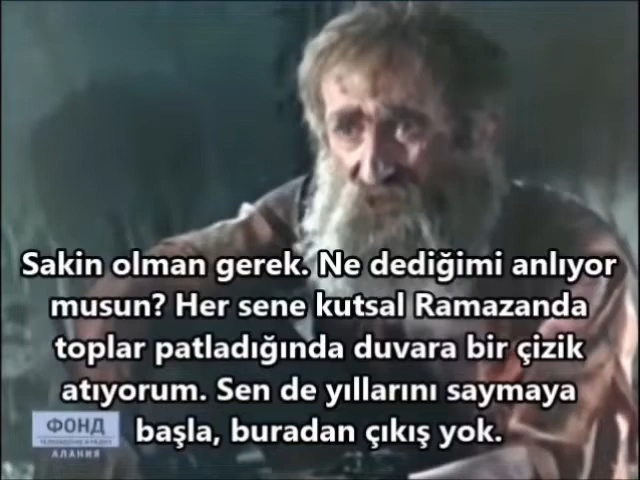 Sakin olman gerek. Ne dediğimi anlıyor
musun? Her sene kutsal Ramazanda
toplar patladığında duvara bir çizik
atıyorum. Sen de yıllarını saymaya
başla, buradan çıkış yok.
ФОНД
АЛАНИЯ